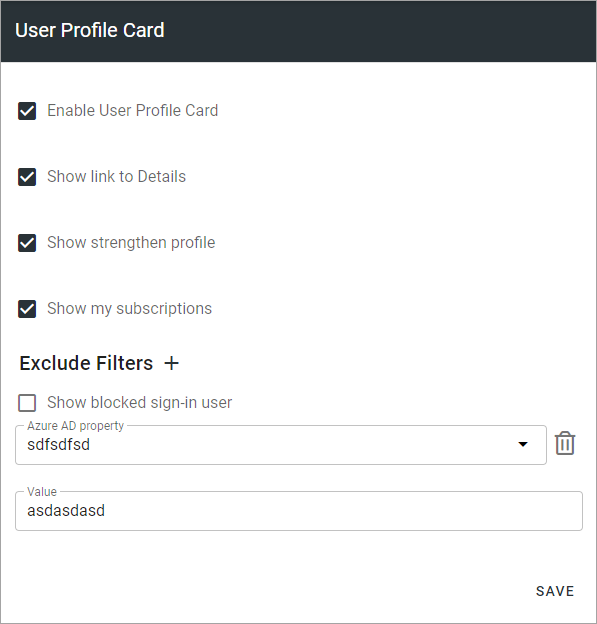 User Profile Card
Enable User Profile Card
Show link to Details
Show strengthen profile
Show my subscriptions
Exclude Filters +
Show blocked sign-in user
Azure AD property
sdfsdfsd
Value
asdasdasd
SAVE